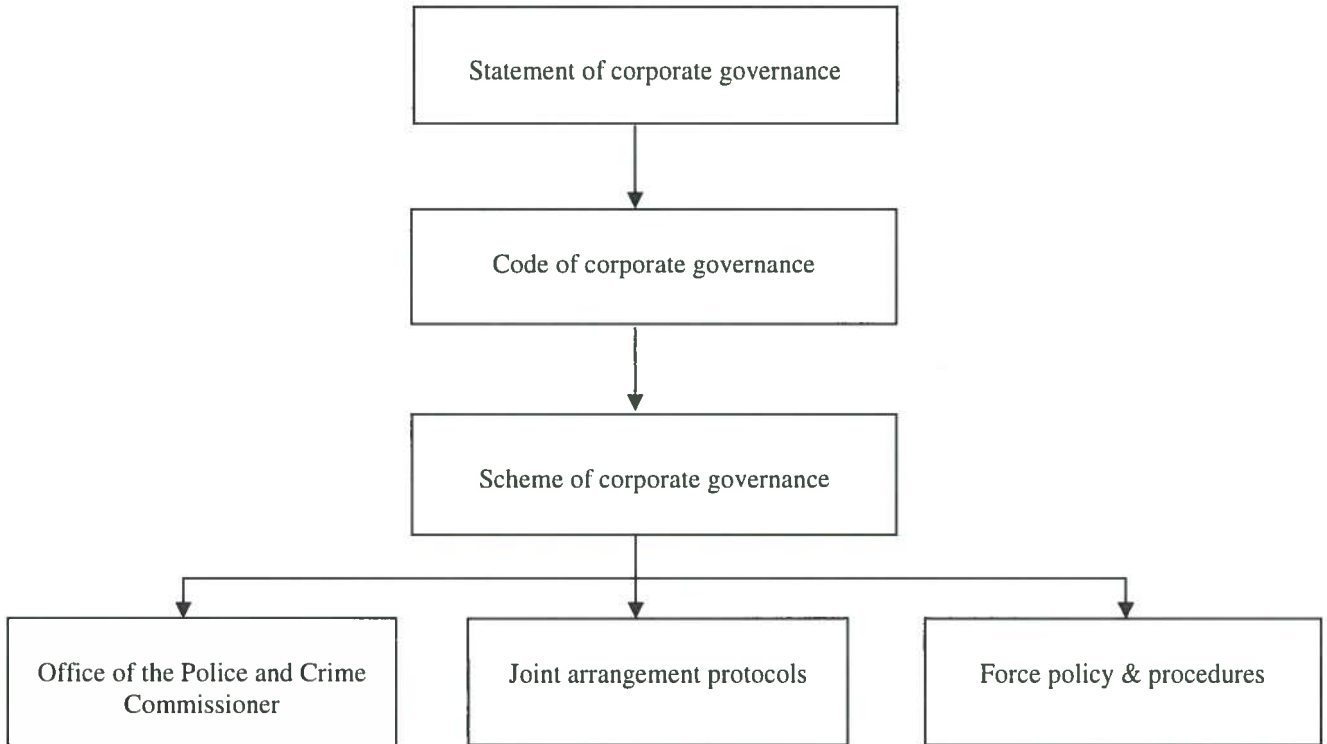 Statement of corporate governance
Code of corporate governance
Scheme of corporate governance
Office of the Police and Crime
Commissioner
Joint arrangement protocols
Force policy & procedures